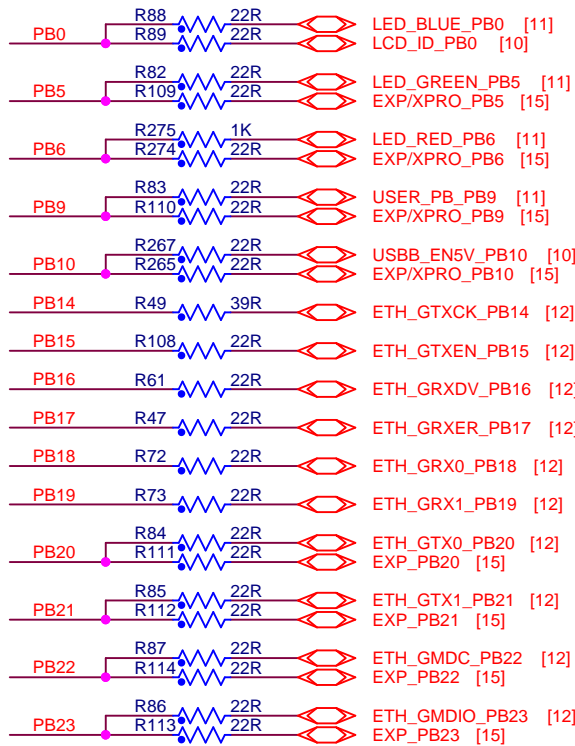 R88 22R LED_BLUE_PB0 [11]
PB0 R89 22R LCD_ID_PB0 [10]
R82 22R LED_GREEN_PB5 [11]
PB5 R109 22R EXP/XPRO_PB5 [15]
R275 1K LED_RED_PB6 [11]
PB6 R274 22R EXP/XPRO_PB6 [15]
R83 22R USER_PB_PB9 [11]
PB9 R110 22R EXP/XPRO_PB9 [15]
R267 22R USBB_EN5V_PB10 [10]
PB10 R265 22R EXP/XPRO_PB10 [15]
PB14 R49 39R ETH_GTXCK_PB14 [12]
PB15 R108 22R ETH_GTXEN_PB15 [12]
PB16 R61 22R ETH_GRXDV_PB16 [12]
PB17 R47 22R ETH_GRXER_PB17 [12]
PB18 R72 22R ETH_GRX0_PB18 [12]
PB19 R73 22R ETH_GRX1_PB19 [12]
R84 22R ETH_GTX0_PB20 [12]
PB20 R111 22R EXP_PB20 [15]
R85 22R ETH_GTX1_PB21 [12]
PB21 R112 22R EXP_PB21 [15]
R87 22R ETH_GMDC_PB22 [12]
PB22 R114 22R EXP_PB22 [15]
R86 22R ETH_GMDIO_PB23 [12]
PB23 R113 22R EXP_PB23 [15]